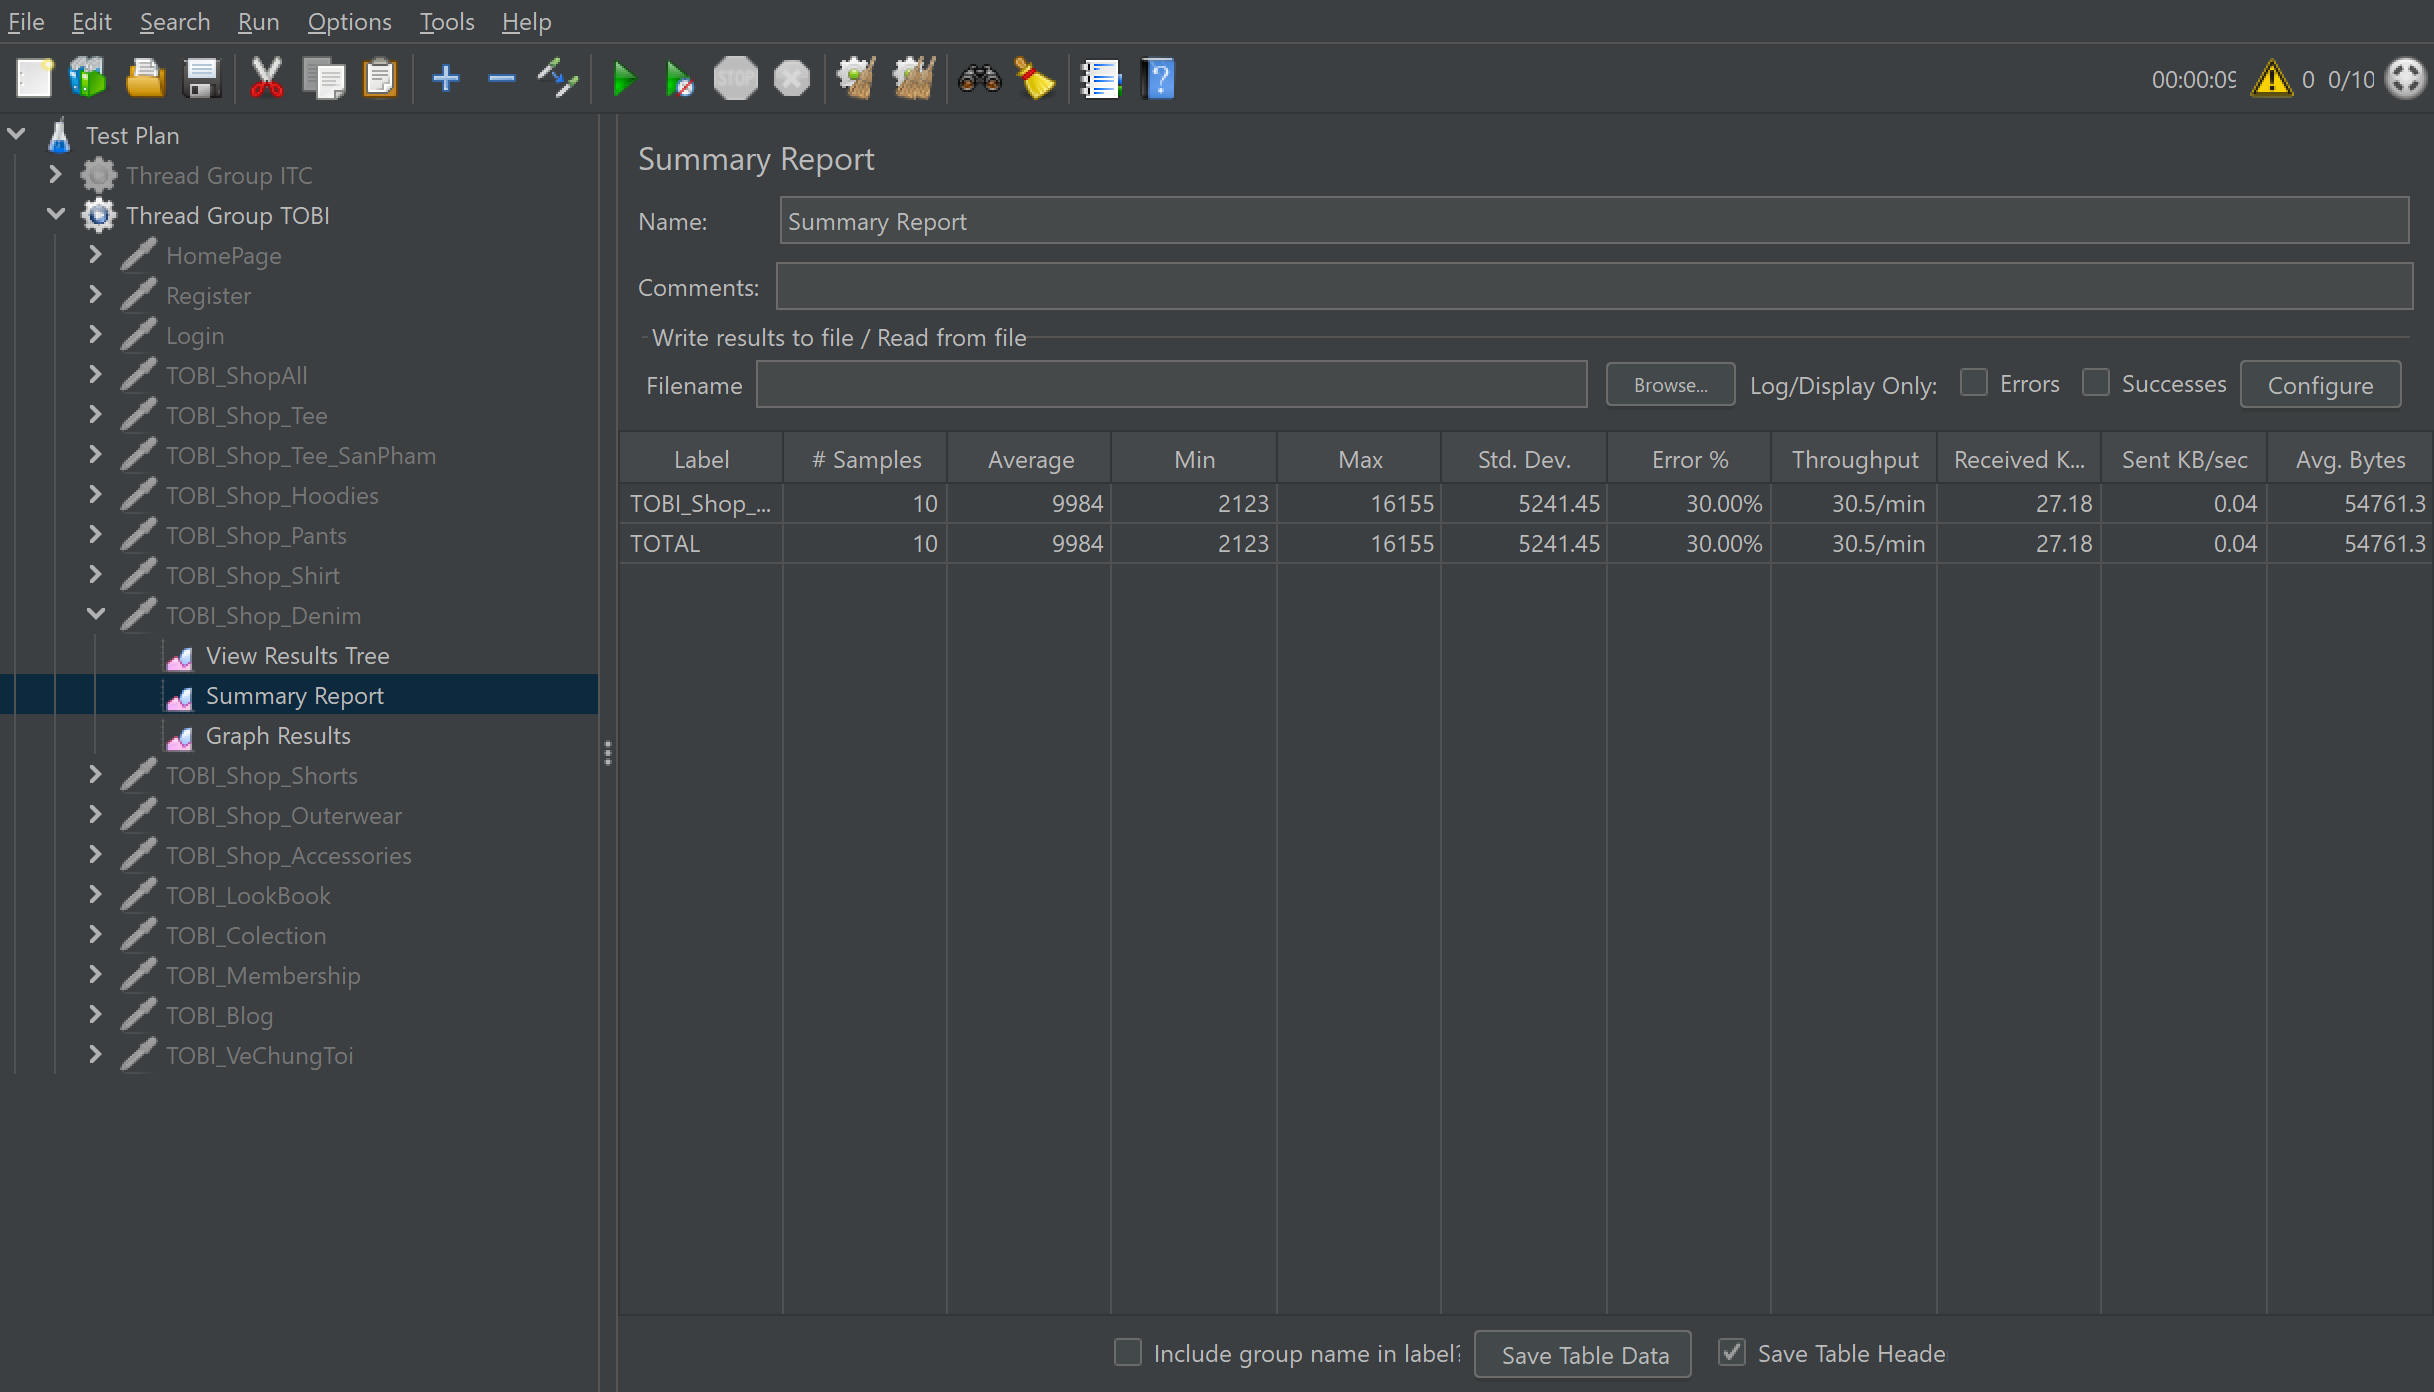 File Edit Search Run Options Tools Help
STOP
00:00:09 0 0/10
Test Plan
Thread Group ITC
Thread Group TOBI
HomePage
Register
Login
TOBI_ShopAll
TOBI_Shop_Tee
TOBI_Shop_Tee_SanPham
TOBI_Shop_Hoodies
TOBI_Shop_Pants
TOBI_Shop_Shirt
TOBI_Shop_Denim
View Results Tree
Summary Report
Graph Results
TOBI_Shop_Shorts
TOBI_Shop_Outerwear
TOBI_Shop_Accessories
TOBI_LookBook
TOBI_Colection
TOBI_Membership
TOBI_Blog
TOBI_VeChungToi
Summary Report
Name: Summary Report
Comments:
Write results to file / Read from file
Filename Browse... Log/Display Only: Errors Successes Configure
Label # Samples Average Min Max Std. Dev. Error % Throughput Received K... Sent KB/sec Avg. Bytes
TOBI_Shop_... 10 9984 2123 16155 5241.45 30.00% 30.5/min 27.18 0.04 54761.3
TOTAL 10 9984 2123 16155 5241.45 30.00% 30.5/min 27.18 0.04 54761.3
Include group name in label? Save Table Data Save Table Heade